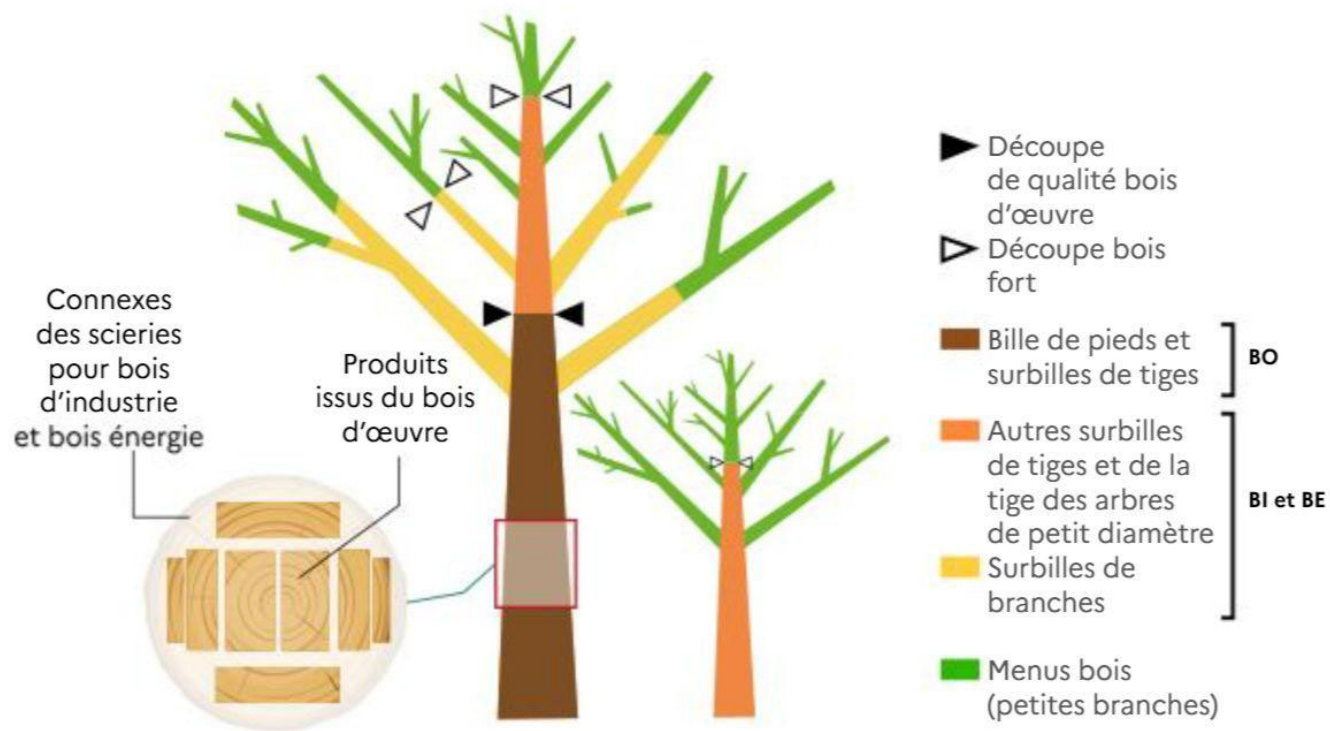 Connexes
des scieries
pour bois
d'industrie
et bois énergie
Produits
issus du bois
d'œuvre
Découpe
de qualité bois
d'œuvre
Découpe bois
fort
Bille de pieds et
surbilles de tiges
BO
Autres surbilles
de tiges et de la
tige des arbres
de petit diamètre
Surbilles de
branches
BI et BE
Menus bois
(petites branches)